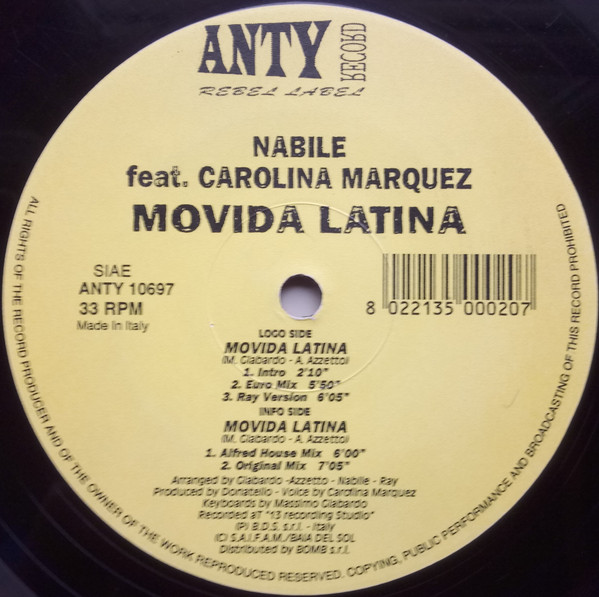 ANTY RECORD
REBEL LABEL
NABILE
feat. CAROLINA MARQUEZ
MOVIDA LATINA
SIAE
ANTY 10697
33 RPM
Made in Italy
8 022135 000207
LOGO SIDE
MOVIDA LATINA
(M. Giabardo - A. Azzetto)
1. Intro 2'10"
2. Euro Mix 5'50"
3. Ray Version 6'05"
INFO SIDE
MOVIDA LATINA
(M. Giabardo - A. Azzetto)
1. Alfred House Mix 6'00"
2. Original Mix 7'05"
Arranged by Giabardo -Azzetto - Nabile - Ray
Produced by Donatello - Voice by Carolina Marquez
Keyboards by Massimo Giabardo
Recorded aT "13 recording Studio"
(P) B.D.S. s.r.l. - Italy
(C) S.A.I.F.A.M./BAIA DEL SOL
Distributed by BOMB s.r.l.
ALL RIGHTS OF THE RECORD PRODUCER AND OF THE OWNER OF THE WORK REPRODUCED RESERVED. COPYING, PUBLIC PERFORMANCE AND BROADCASTING OF THIS RECORD PROHIBITED